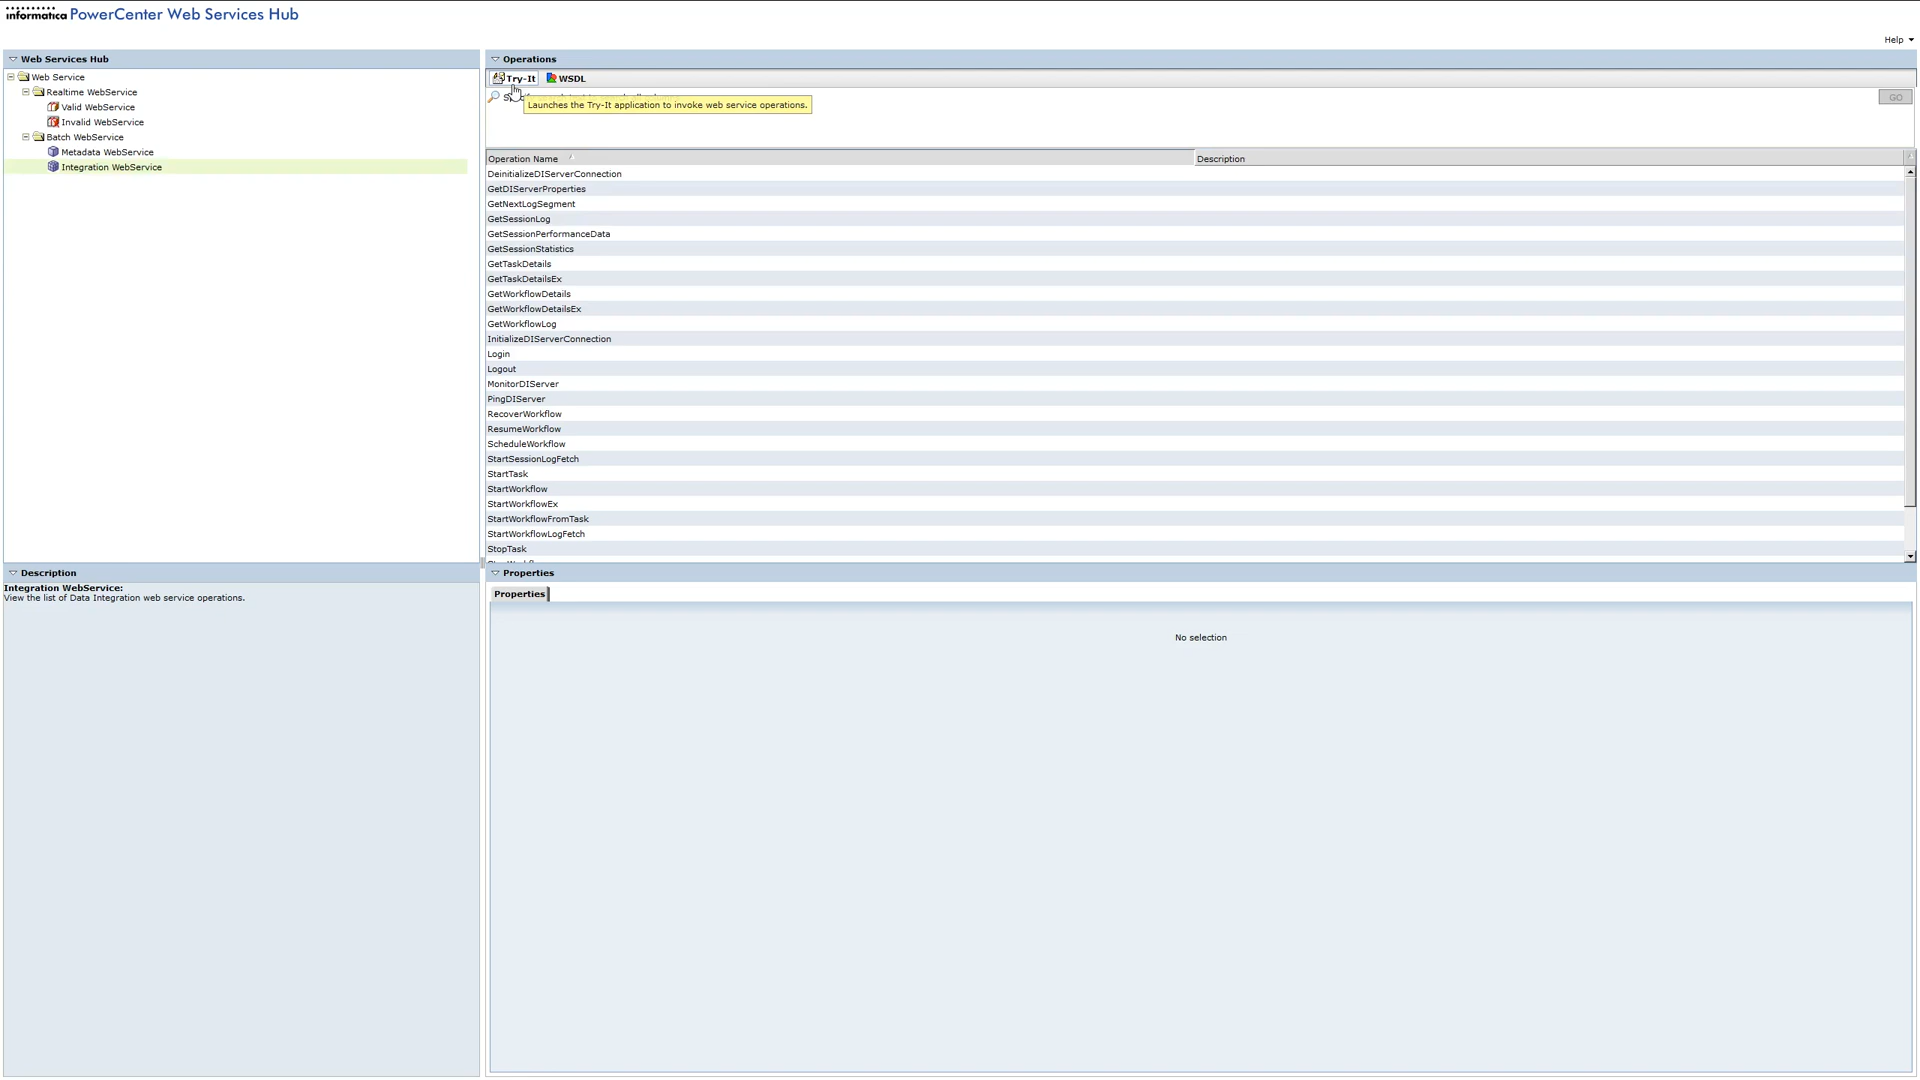 informatica PowerCenter Web Services Hub
Help
Web Services Hub
Web Service
Realtime WebService
Valid WebService
Invalid WebService
Batch WebService
Metadata WebService
Integration WebService
Operations
Try-It WSDL
Launches the Try-It application to invoke web service operations.
GO
Operation Name Description
DeinitializeDIServerConnection
GetDIServerProperties
GetNextLogSegment
GetSessionLog
GetSessionPerformanceData
GetSessionStatistics
GetTaskDetails
GetTaskDetailsEx
GetWorkflowDetails
GetWorkflowDetailsEx
GetWorkflowLog
InitializeDIServerConnection
Login
Logout
MonitorDIServer
PingDIServer
RecoverWorkflow
ResumeWorkflow
ScheduleWorkflow
StartSessionLogFetch
StartTask
StartWorkflow
StartWorkflowEx
StartWorkflowFromTask
StartWorkflowLogFetch
StopTask
Description
Integration WebService:
View the list of Data Integration web service operations.
Properties
Properties
No selection